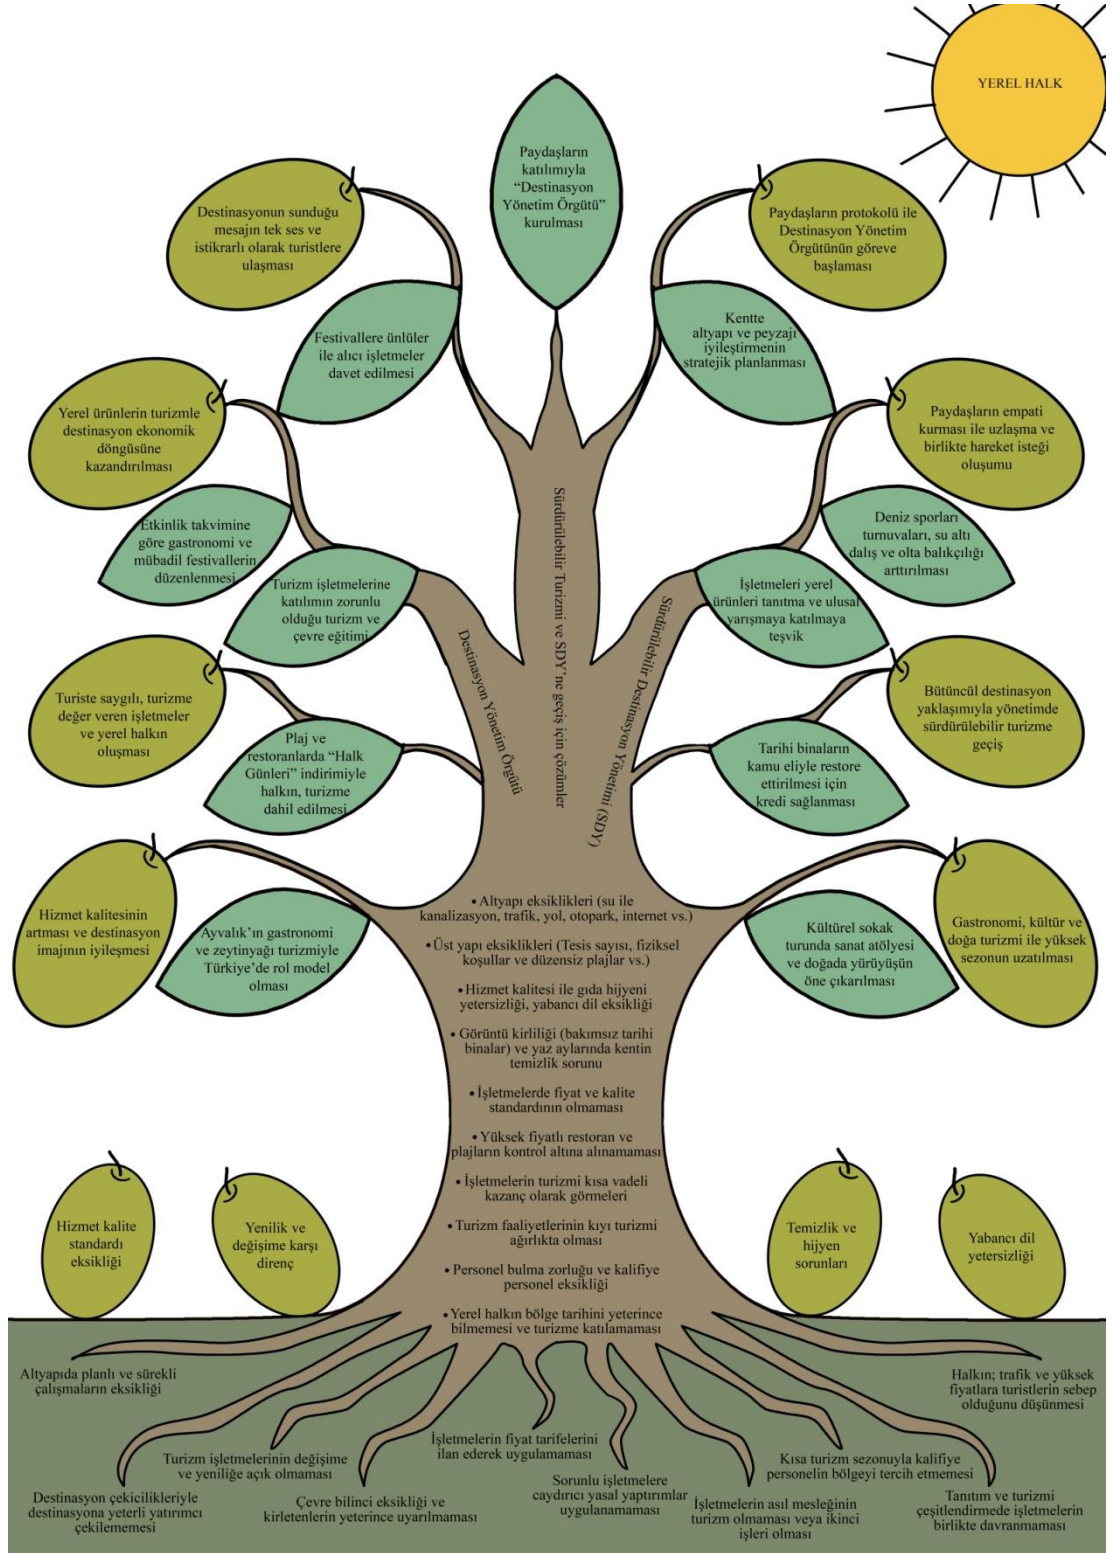 YEREL HALK
Paydaşların
katılımıyla
“Destinasyon
Yönetim Örgütü”
kurulması
Destinasyonun sunduğu
mesajın tek ses ve
istikrarlı olarak turistlere
ulaşması
Paydaşların protokolü ile
Destinasyon Yönetim
Örgütünün göreve
başlaması
Festivallere ünlüler
ile alıcı işletmeler
davet edilmesi
Kentte
altyapı ve peyzajı
iyileştirmenin
stratejik planlanması
Yerel ürünlerin turizmle
destinasyon ekonomik
döngüsüne
kazandırılması
Paydaşların empati
kurması ile uzlaşma ve
birlikte hareket isteği
oluşumu
Etkinlik takvimine
göre gastronomi ve
mübadil festivallerin
düzenlenmesi
Deniz sporları
turnuvaları, su altı
dalış ve olta balıkçılığı
arttırılması
Turizm işletmelerine
katılımın zorunlu
olduğu turizm ve
çevre eğitimi
İşletmeleri yerel
ürünleri tanıtma ve ulusal
yarışmaya katılmaya
teşvik
Destinasyon Yönetim Örgütü
Sürdürülebilir Turizmi ve SDY’ne geçiş için çözümler
Sürdürülebilir Destinasyon Yönetimi (SDY)
Turiste saygılı, turizme
değer veren işletmeler
ve yerel halkın
oluşması
Bütüncül destinasyon
yaklaşımıyla yönetimde
sürdürülebilir turizme
geçiş
Plaj ve
restoranlarda “Halk
Günleri” indirimiyle
halkın, turizme
dahil edilmesi
Tarihi binaların
kamu eliyle restore
ettirilmesi için
kredi sağlanması
Hizmet kalitesinin
artması ve destinasyon
imajının iyileşmesi
Ayvalık’ın gastronomi
ve zeytinyağı turizmiyle
Türkiye’de rol model
olması
Kültürel sokak
turunda sanat atölyesi
ve doğada yürüyüşün
öne çıkarılması
Gastronomi, kültür ve
doğa turizmi ile yüksek
sezonun uzatılması
• Altyapı eksiklikleri (su ile
kanalizasyon, trafik, yol, otopark, internet vs.)
• Üst yapı eksiklikleri (Tesis sayısı, fiziksel
koşullar ve düzensiz plajlar vs.)
• Hizmet kalitesi ile gıda hijyeni
yetersizliği, yabancı dil eksikliği
• Görüntü kirliliği (bakımsız tarihi
binalar) ve yaz aylarında kentin
temizlik sorunu
• İşletmelerde fiyat ve kalite
standardının olmaması
• Yüksek fiyatlı restoran ve
plajların kontrol altına alınamaması
• İşletmelerin turizmi kısa vadeli
kazanç olarak görmeleri
• Turizm faaliyetlerinin kıyı turizmi
ağırlıkta olması
• Personel bulma zorluğu ve kalifiye
personel eksikliği
• Yerel halkın bölge tarihini yeterince
bilmemesi ve turizme katılamaması
Hizmet kalite
standardı
eksikliği
Yenilik ve
değişime karşı
direnç
Temizlik ve
hijyen
sorunları
Yabancı dil
yetersizliği
Altyapıda planlı ve sürekli
çalışmaların eksikliği
Halkın; trafik ve yüksek
fiyatlara turistlerin sebep
olduğunu düşünmesi
Destinasyon çekicilikleriyle
destinasyona yeterli yatırımcı
çekilememesi
Turizm işletmelerinin değişime
ve yeniliğe açık olmaması
Çevre bilinci eksikliği ve
kirletenlerin yeterince uyarılmaması
İşletmelerin fiyat tarifelerini
ilan ederek uygulamaması
Sorunlu işletmelere
caydırıcı yasal yaptırımlar
uygulanamaması
İşletmelerin asıl mesleğinin
turizm olmaması veya ikinci
işleri olması
Kısa turizm sezonuyla kalifiye
personelin bölgeyi tercih etmemesi
Tanıtım ve turizmi
çeşitlendirmede işletmelerin
birlikte davranmaması